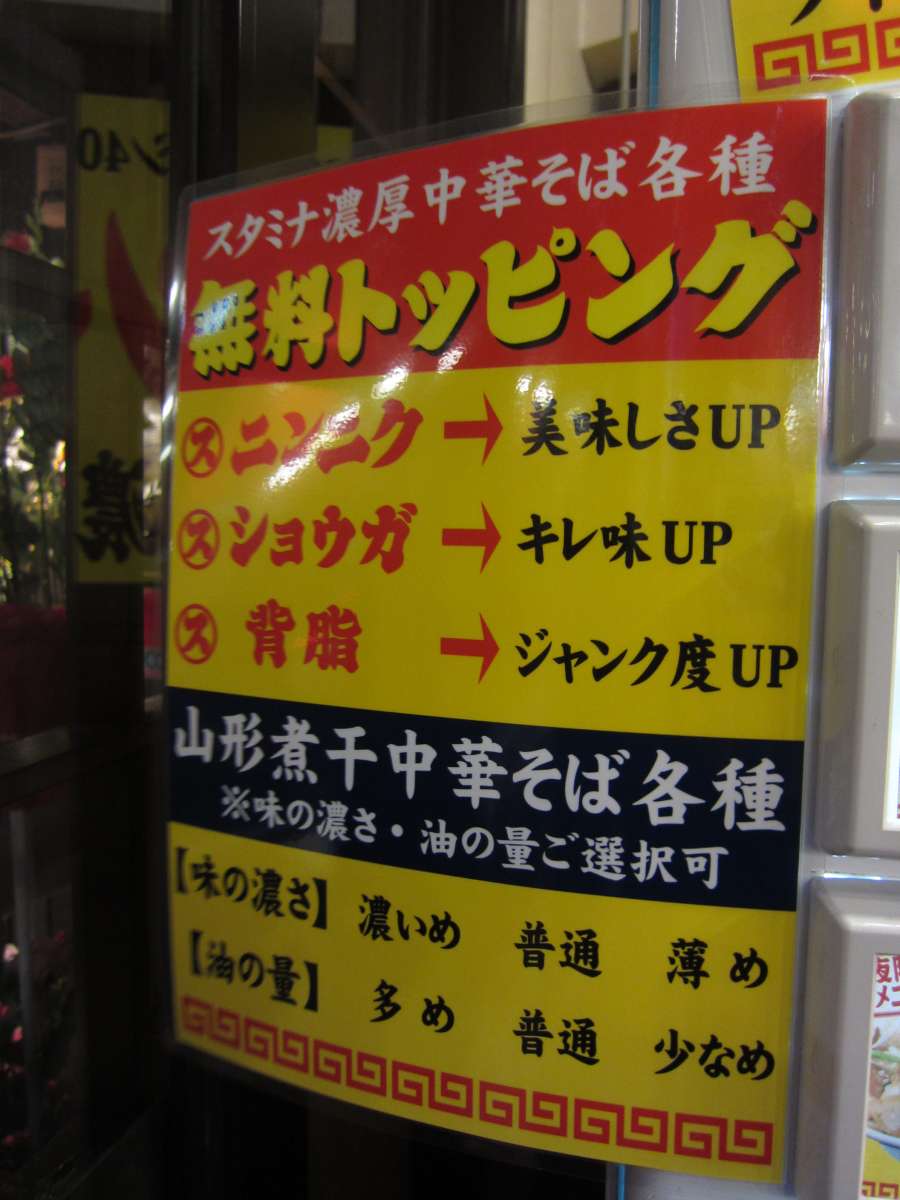 スタミナ濃厚中華そば各種
無料トッピング
ス ニンニク → 美味しさUP
ス ショウガ → キレ味UP
ス 背脂 → ジャンク度UP
山形煮干中華そば各種
※味の濃さ・油の量ご選択可
【味の濃さ】 濃いめ 普通 薄め
【油の量】 多め 普通 少なめ